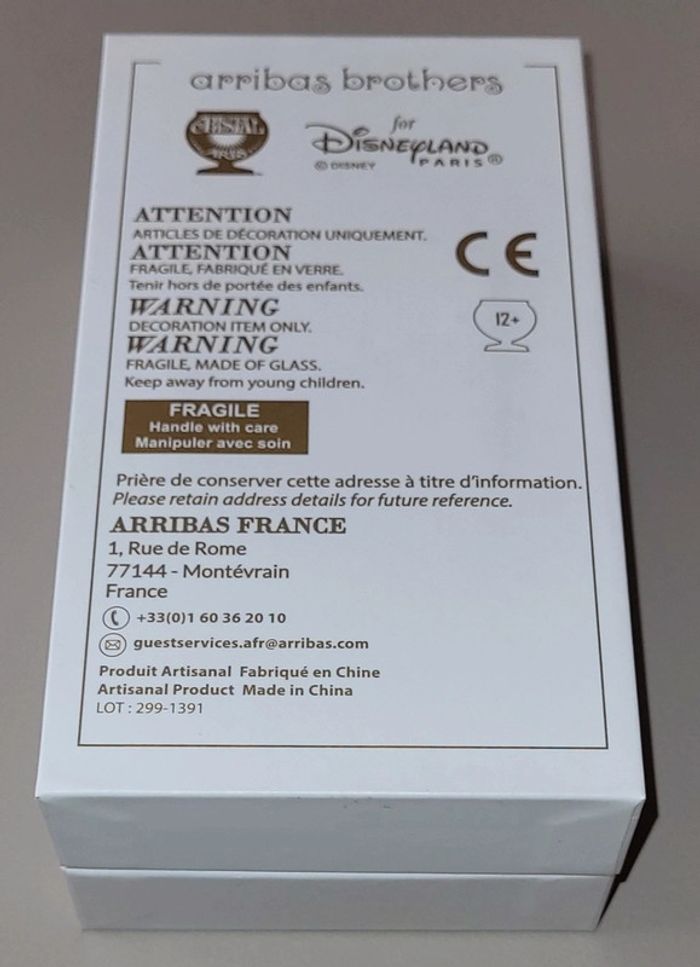 arribas brothers
CRISTAL
ARTS
for
DISNEYLAND
PARIS®
© DISNEY
ATTENTION
ARTICLES DE DÉCORATION UNIQUEMENT.
ATTENTION
FRAGILE, FABRIQUÉ EN VERRE.
Tenir hors de portée des enfants.
CE
WARNING
DECORATION ITEM ONLY.
12+
WARNING
FRAGILE, MADE OF GLASS.
Keep away from young children.
FRAGILE
Handle with care
Manipuler avec soin
Prière de conserver cette adresse à titre d'information.
Please retain address details for future reference.
ARRIBAS FRANCE
1, Rue de Rome
77144 - Montévrain
France
+33(0)1 60 36 20 10
guestservices.afr@arribas.com
Produit Artisanal Fabriqué en Chine
Artisanal Product Made in China
LOT : 299-1391